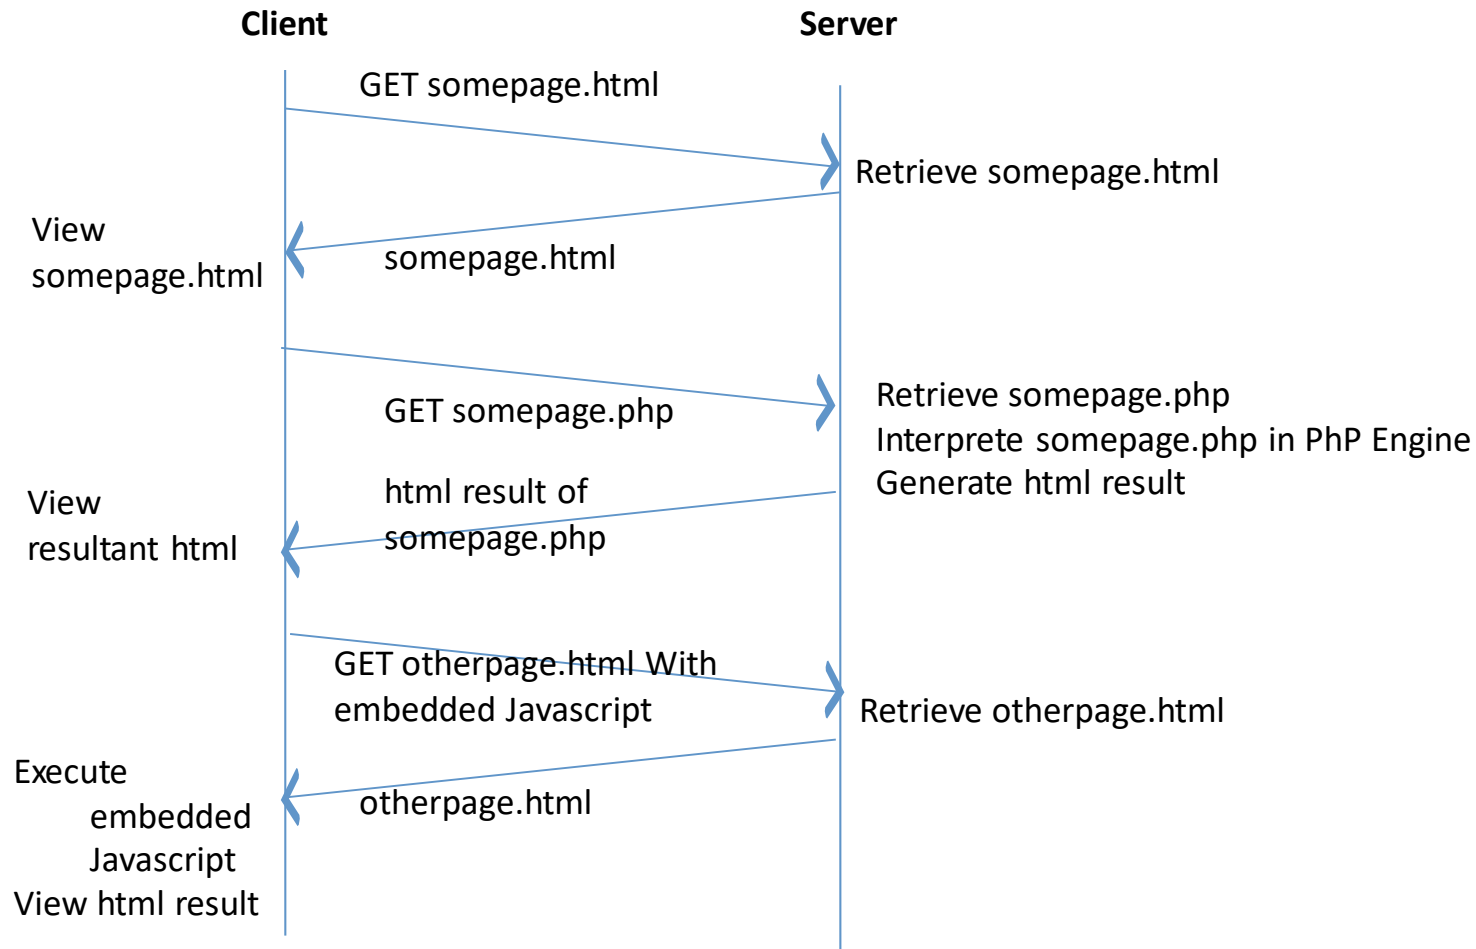 Client
Server
GET somepage.html
Retrieve somepage.html
View
somepage.html
somepage.html
GET somepage.php
Retrieve somepage.php
Interprete somepage.php in PhP Engine
Generate html result
html result of
somepage.php
View
resultant html
GET otherpage.html With
embedded Javascript
Retrieve otherpage.html
otherpage.html
Execute
embedded
Javascript
View html result